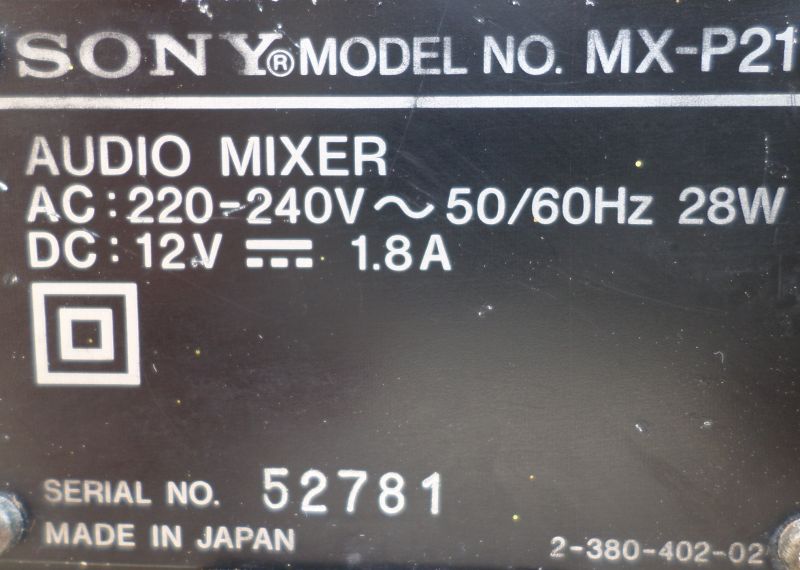 SONY® MODEL NO. MX-P21
AUDIO MIXER
AC: 220-240V ~ 50/60Hz 28W
DC: 12V ⎓ 1.8A
SERIAL NO. 52781
MADE IN JAPAN
2-380-402-02